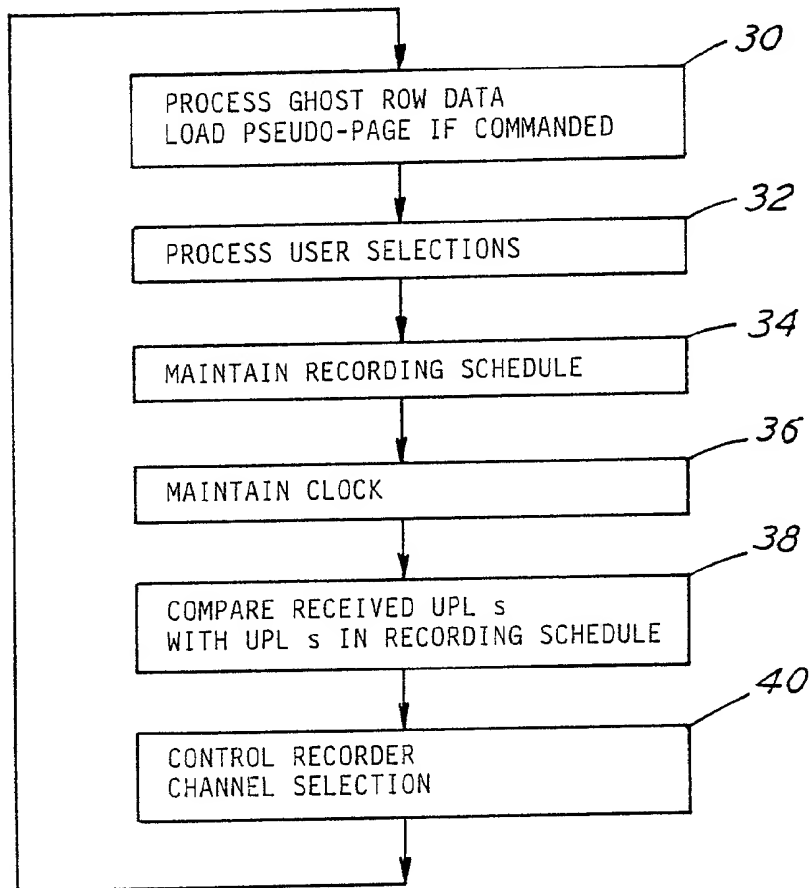 30
PROCESS GHOST ROW DATA
LOAD PSEUDO-PAGE IF COMMANDED
32
PROCESS USER SELECTIONS
34
MAINTAIN RECORDING SCHEDULE
36
MAINTAIN CLOCK
38
COMPARE RECEIVED UPL s
WITH UPL s IN RECORDING SCHEDULE
40
CONTROL RECORDER
CHANNEL SELECTION